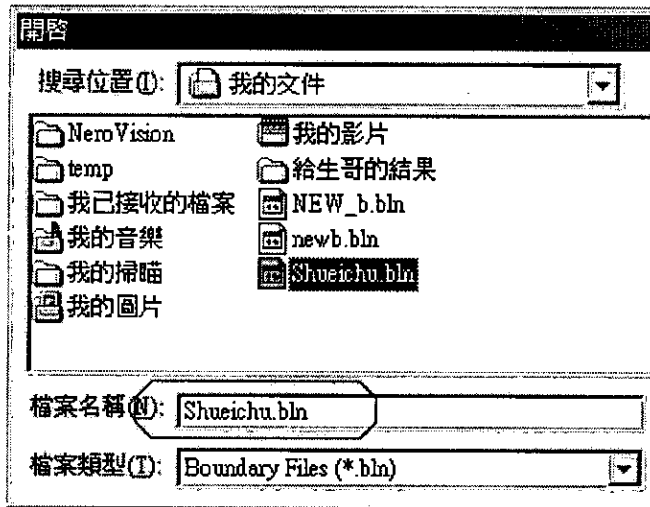 開啓
搜尋位置(I): 我的文件
NeroVision
temp
我已接收的檔案
我的音樂
我的掃瞄
我的圖片
我的影片
給生哥的結果
NEW_b.bln
newb.bln
Shueichu.bln
檔案名稱(N): Shueichu.bln
檔案類型(T): Boundary Files (*.bln)